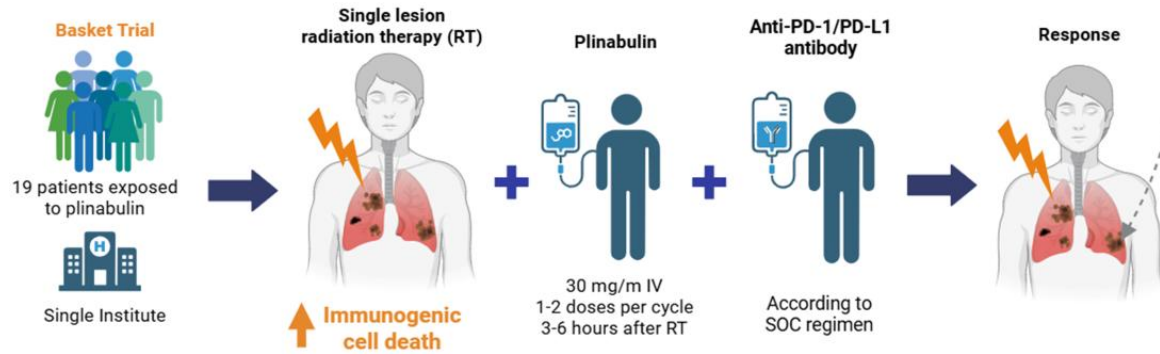 Basket Trial
19 patients exposed
to plinabulin
H
Single Institute
Single lesion
radiation therapy (RT)
Immunogenic
cell death
Plinabulin
30 mg/m IV
1-2 doses per cycle
3-6 hours after RT
Anti-PD-1/PD-L1
antibody
According to
SOC regimen
Response